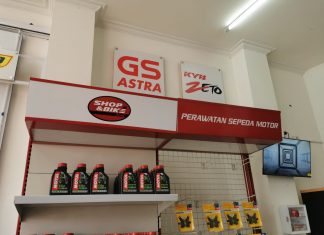 GS
ASTRA
KYB
ZETO
SHOP
&BIKE
PERAWATAN SEPEDA MOTOR